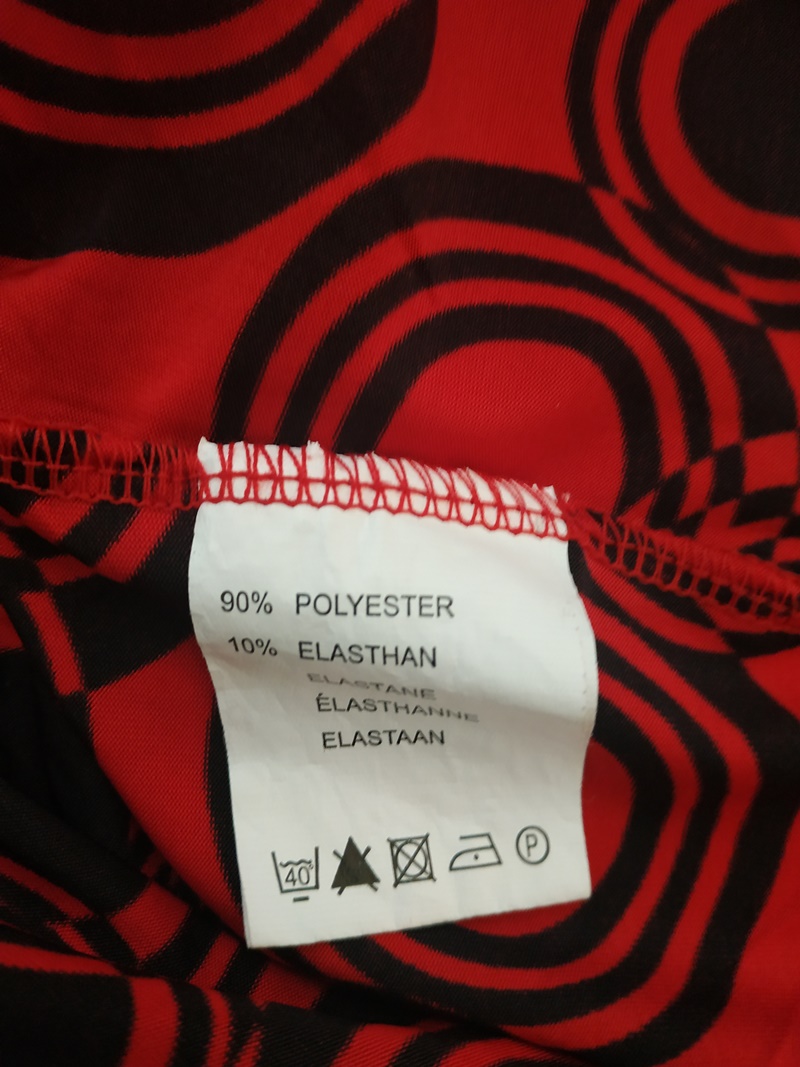 90% POLYESTER
10% ELASTHAN
ELASTANE
ÉLASTHANNE
ELASTAAN
40° P